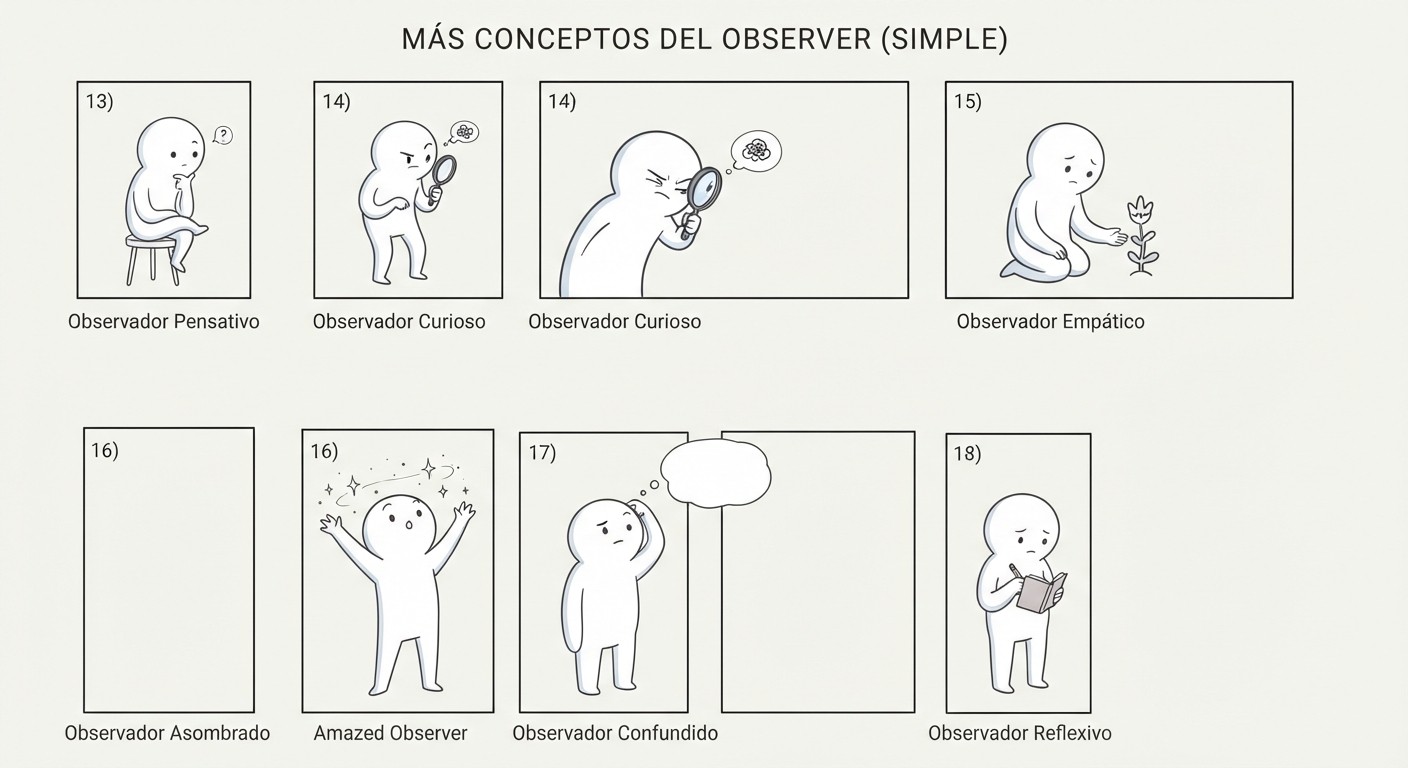 MÁS CONCEPTOS DEL OBSERVER (SIMPLE)
13)
?
Observador Pensativo
14)
Observador Curioso
14)
Observador Curioso
15)
Observador Empático
16)
Observador Asombrado
16)
Amazed Observer
17)
Observador Confundido
18)
Observador Reflexivo